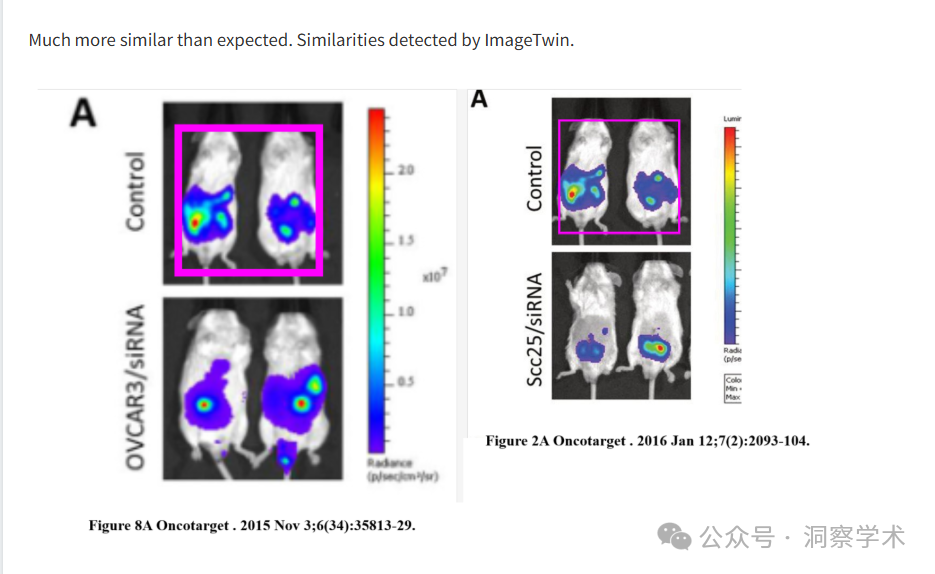 Much more similar than expected. Similarities detected by ImageTwin.
A
Control
OVCAR3/siRNA
2.0
1.5
x10⁷
1.0
0.5
Radiance
(p/sec/cm²/sr)
Figure 8A Oncotarget . 2015 Nov 3;6(34):35813-29.
A
Control
Scc25/siRNA
Lumir
Radia
(p/se
Colo
Min
Max
Figure 2A Oncotarget . 2016 Jan 12;7(2):2093-104.
公众号 · 洞察学术